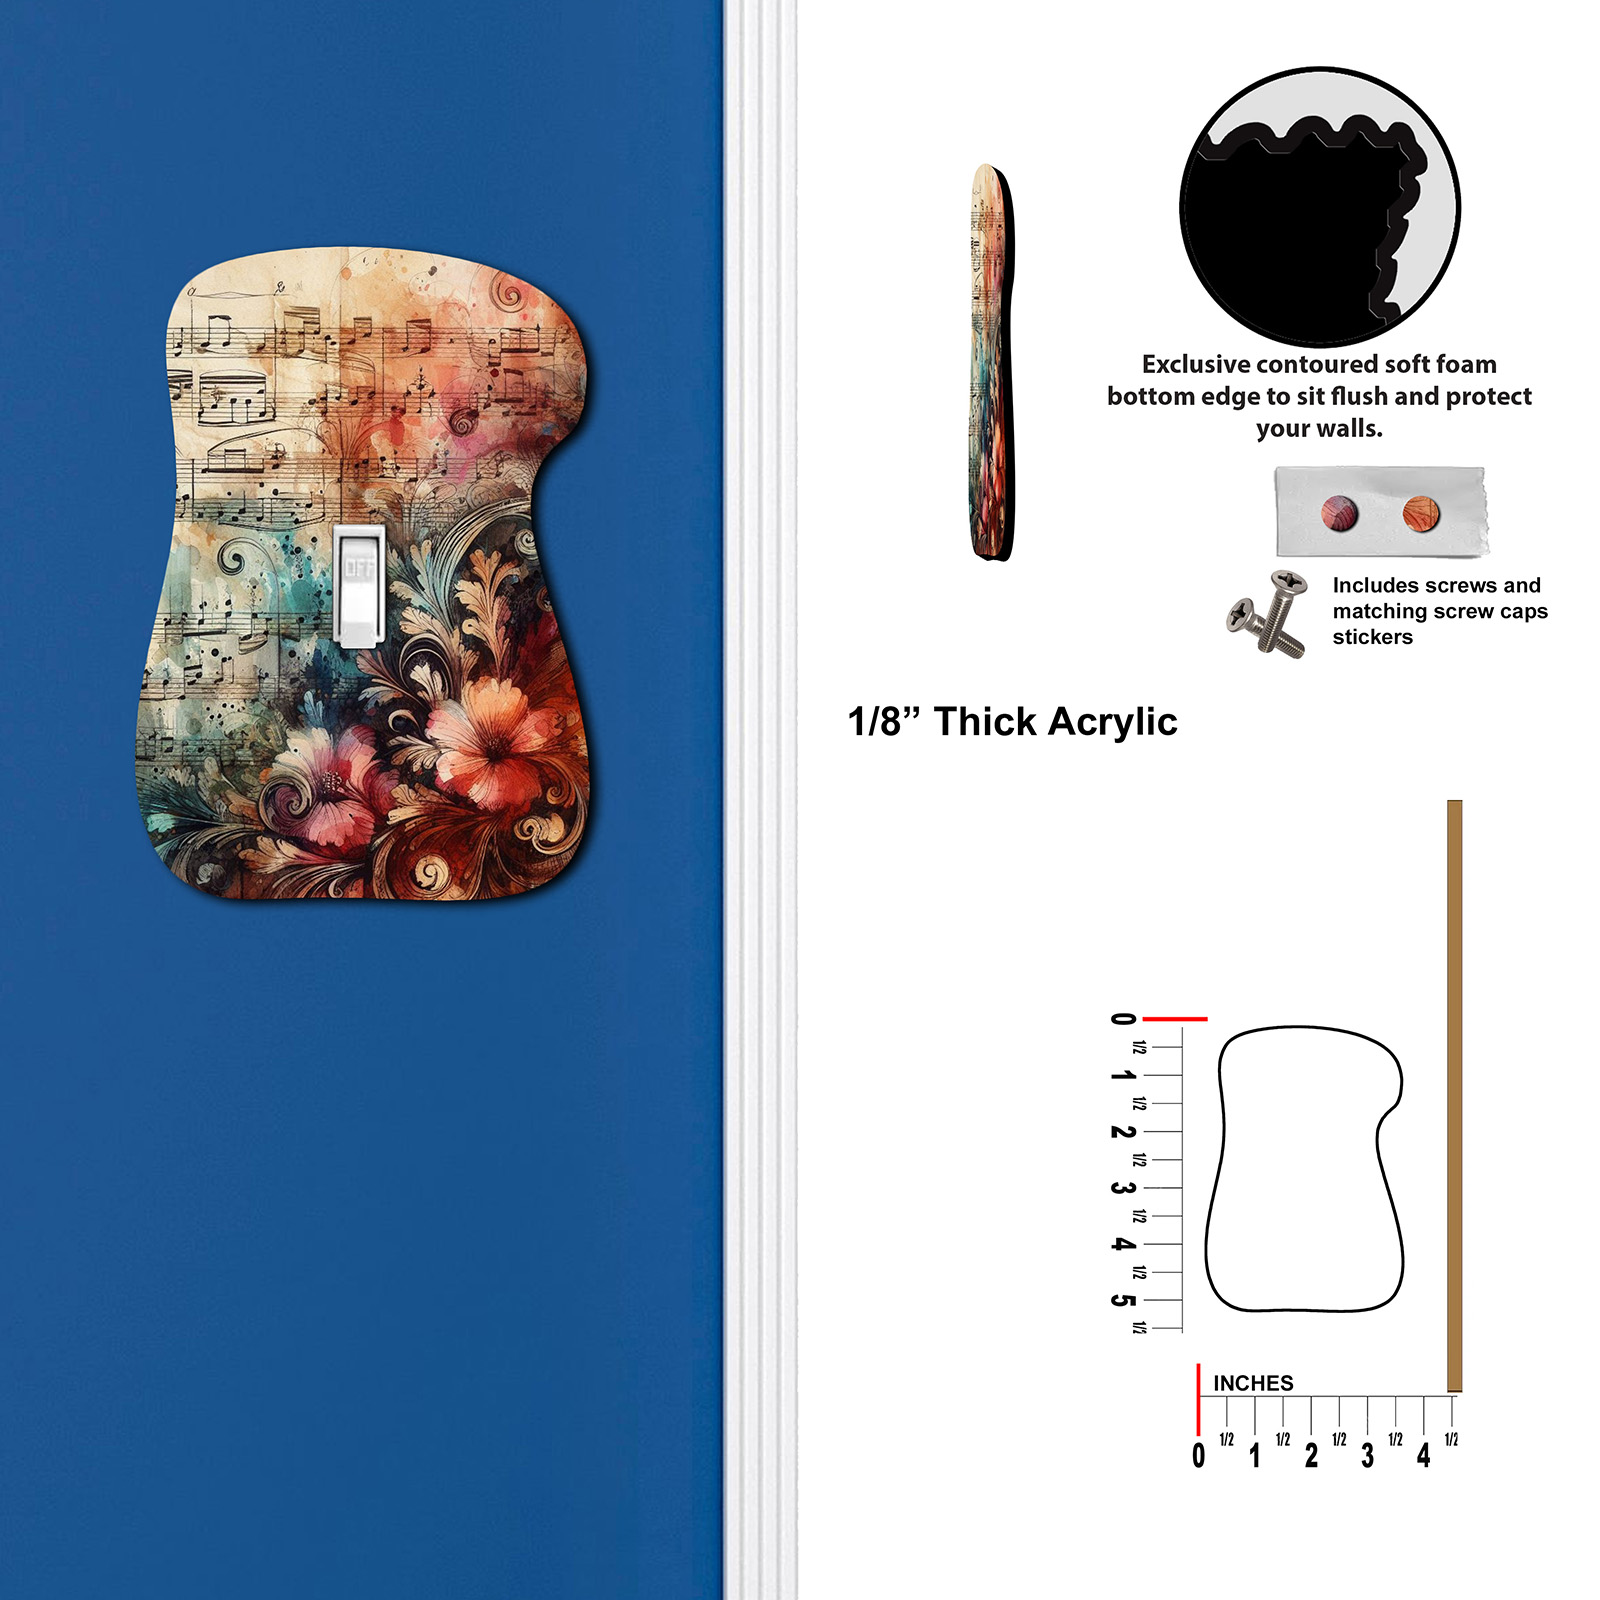 OFF
Exclusive contoured soft foam
bottom edge to sit flush and protect
your walls.
Includes screws and
matching screw caps
stickers
1/8” Thick Acrylic
0
1/2
1
1/2
2
1/2
3
1/2
4
1/2
5
1/2
INCHES
0 1/2 1 1/2 2 1/2 3 1/2 4 1/2